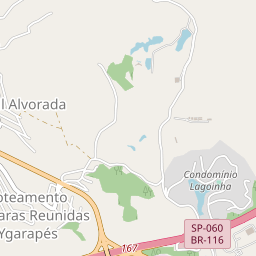 l Alvorada
Condomínio
Lagoinha
oteamento
aras Reunidas
Ygarapés
167
SP-060
BR-116